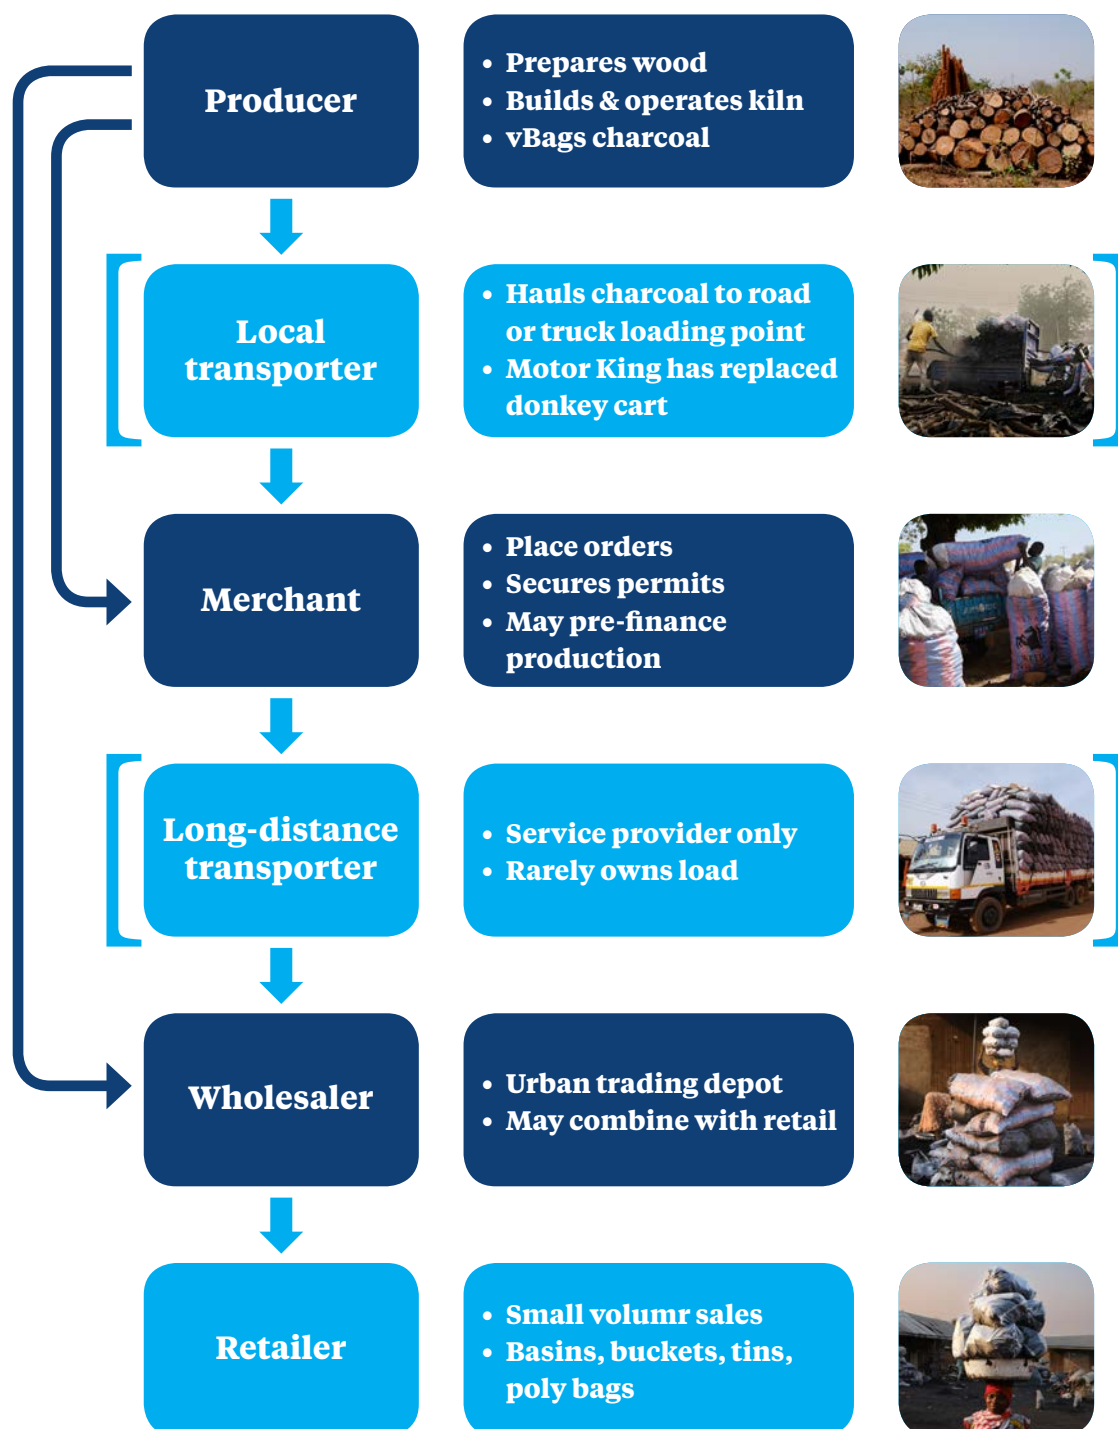 Producer
• Prepares wood
• Builds & operates kiln
• vBags charcoal
Local
transporter
• Hauls charcoal to road
or truck loading point
• Motor King has replaced
donkey cart
Merchant
• Place orders
• Secures permits
• May pre-finance
production
Long-distance
transporter
• Service provider only
• Rarely owns load
Wholesaler
• Urban trading depot
• May combine with retail
Retailer
• Small volumr sales
• Basins, buckets, tins,
poly bags